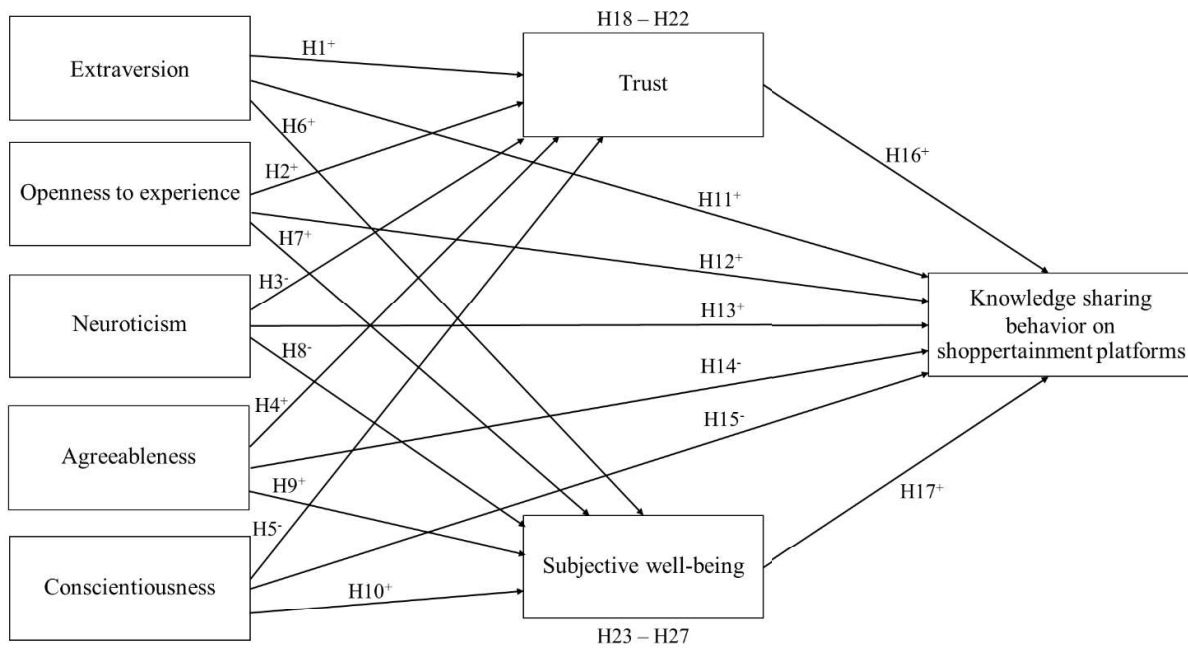 H18 – H22
Extraversion
H1⁺
Trust
H6⁺
H16⁺
Openness to experience
H2⁺
H11⁺
H7⁺
H12⁺
H3⁻
Neuroticism
H13⁺
Knowledge sharing
behavior on
shoppertainment platforms
H8⁻
H14⁻
H4⁺
H15⁻
Agreeableness
H9⁺
H17⁺
H5⁻
Subjective well-being
Conscientiousness
H10⁺
H23 – H27